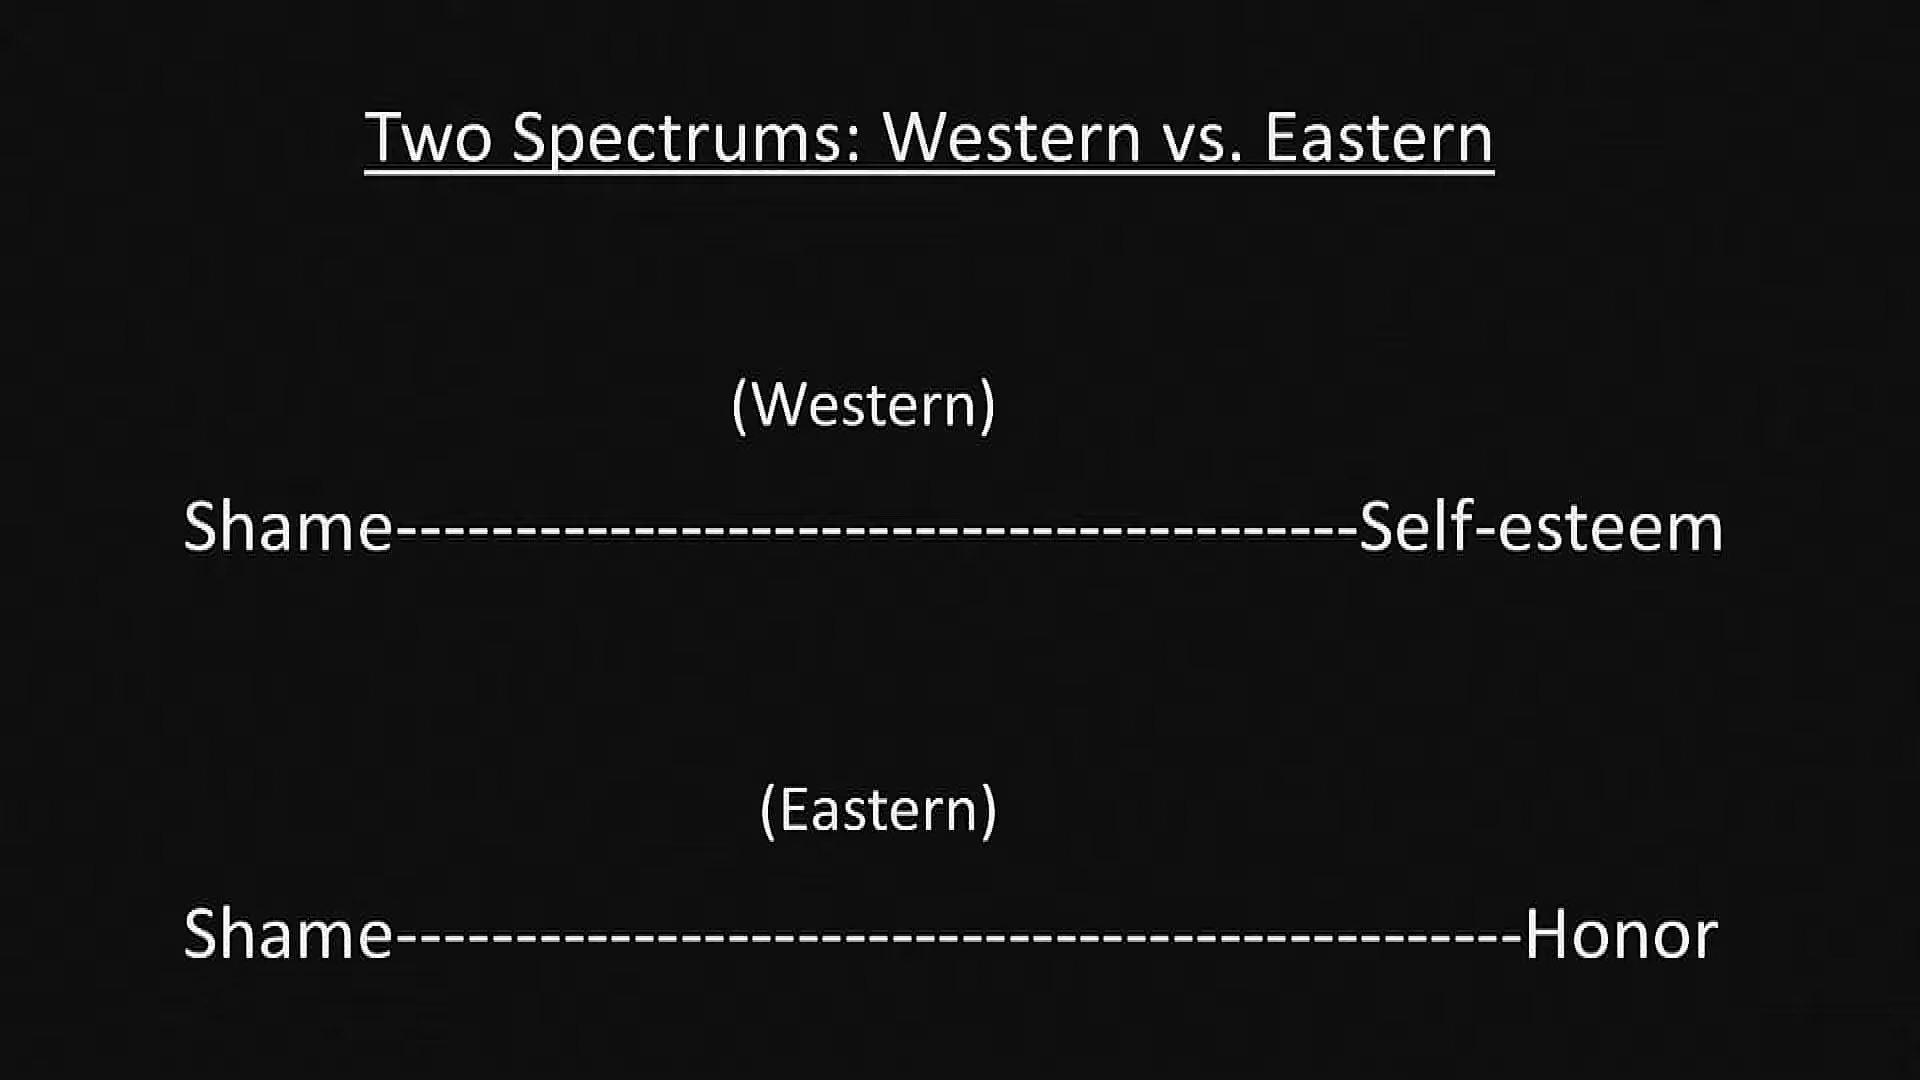 Two Spectrums: Western vs. Eastern
(Western)
Shame-----------------------------------------Self-esteem
(Eastern)
Shame------------------------------------------------Honor